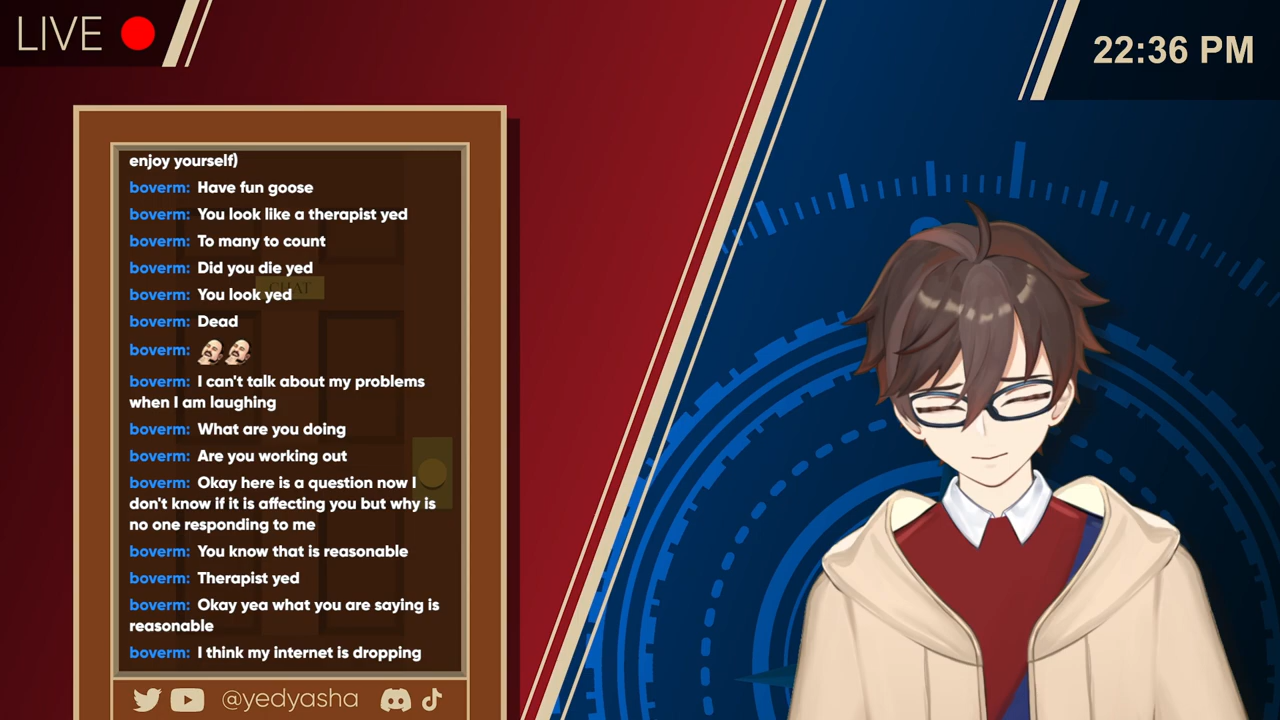 LIVE
22:36 PM
enjoy yourself)
boverm: Have fun goose
boverm: You look like a therapist yed
boverm: To many to count
boverm: Did you die yed
CHAT
boverm: You look yed
boverm: Dead
boverm:
boverm: I can't talk about my problems
when I am laughing
boverm: What are you doing
boverm: Are you working out
boverm: Okay here is a question now I
don't know if it is affecting you but why is
no one responding to me
boverm: You know that is reasonable
boverm: Therapist yed
boverm: Okay yea what you are saying is
reasonable
boverm: I think my internet is dropping
@yedyasha